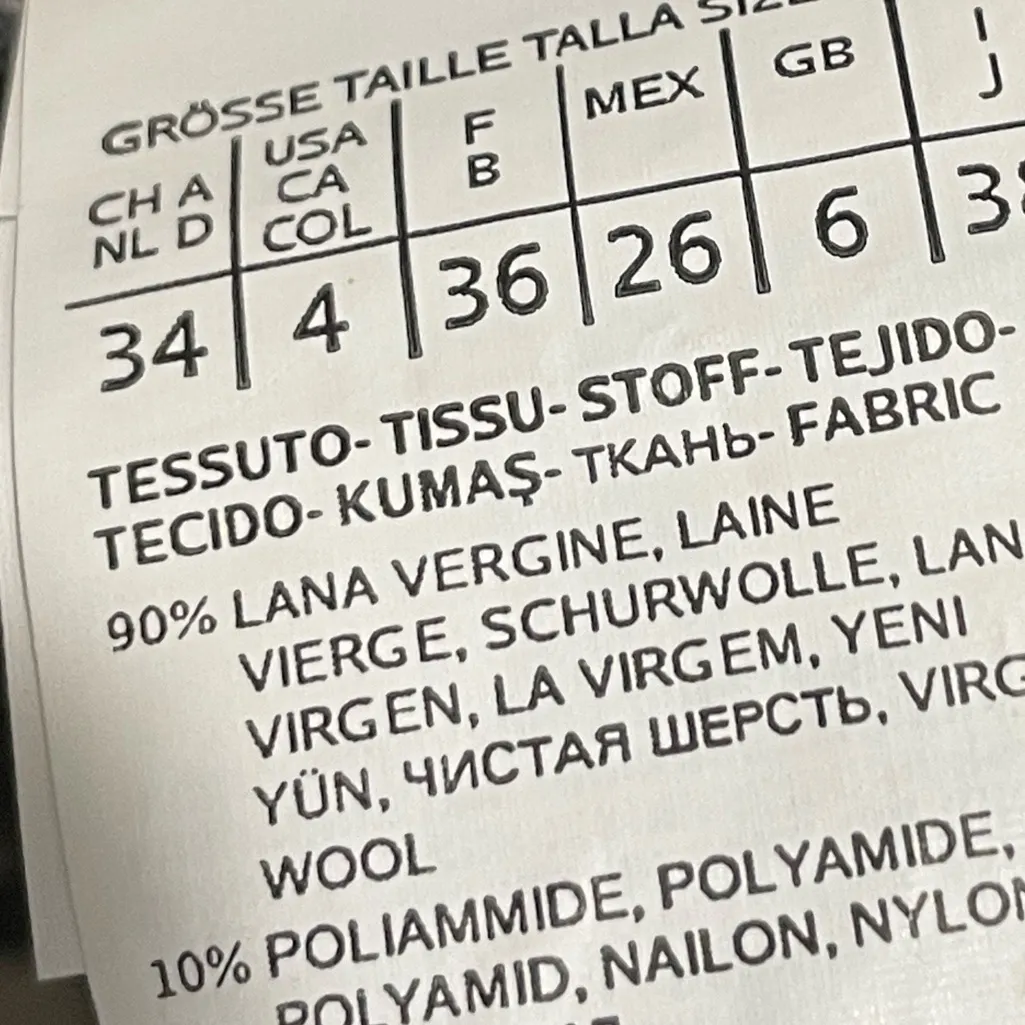 GRÖSSE TAILLE TALLA SIZE
CH A
NL D
USA
CA
COL
F
B
MEX
GB
I
J
34
4
36
26
6
TESSUTO- TISSU- STOFF- TEJIDO-
TECIDO- KUMAŞ- ТКАНЬ- FABRIC
90% LANA VERGINE, LAINE
VIERGE, SCHURWOLLE, LAN
VIRGEN, LA VIRGEM, YENI
YÜN, ЧИСТАЯ ШЕРСТЬ, VIRG
WOOL
10% POLIAMMIDE, POLYAMIDE,
POLYAMID, NAILON, NYLON